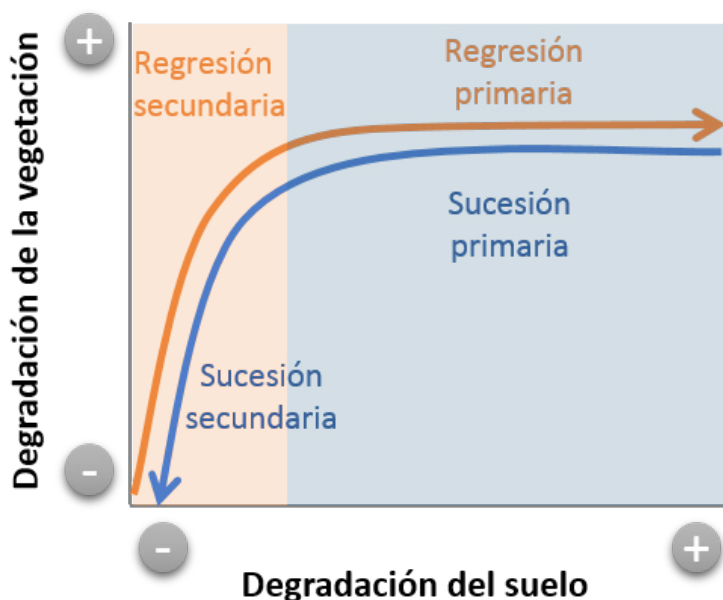 +
Degradación de la vegetación
-
Regresión
secundaria
Regresión
primaria
Sucesión
primaria
Sucesión
secundaria
-
+
Degradación del suelo